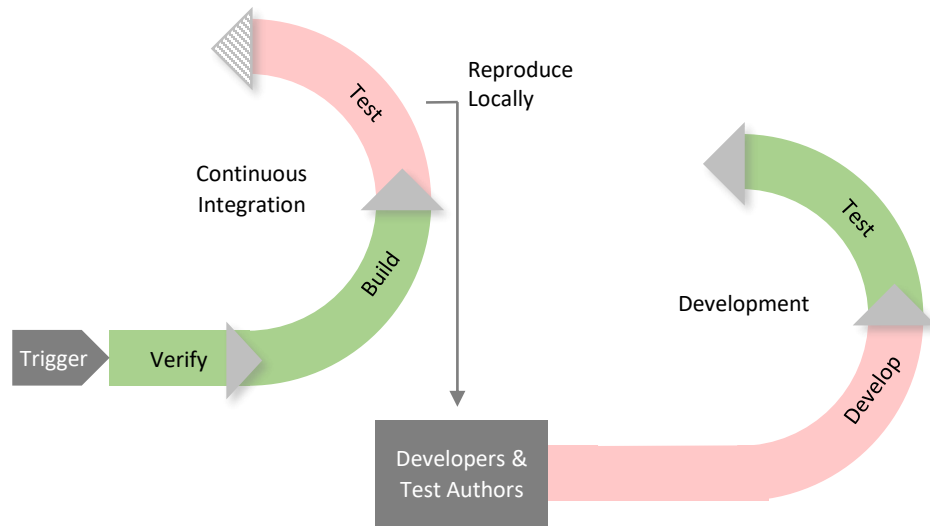 Test
Reproduce
Locally
Continuous
Integration
Build
Trigger
Verify
Test
Development
Develop
Developers &
Test Authors